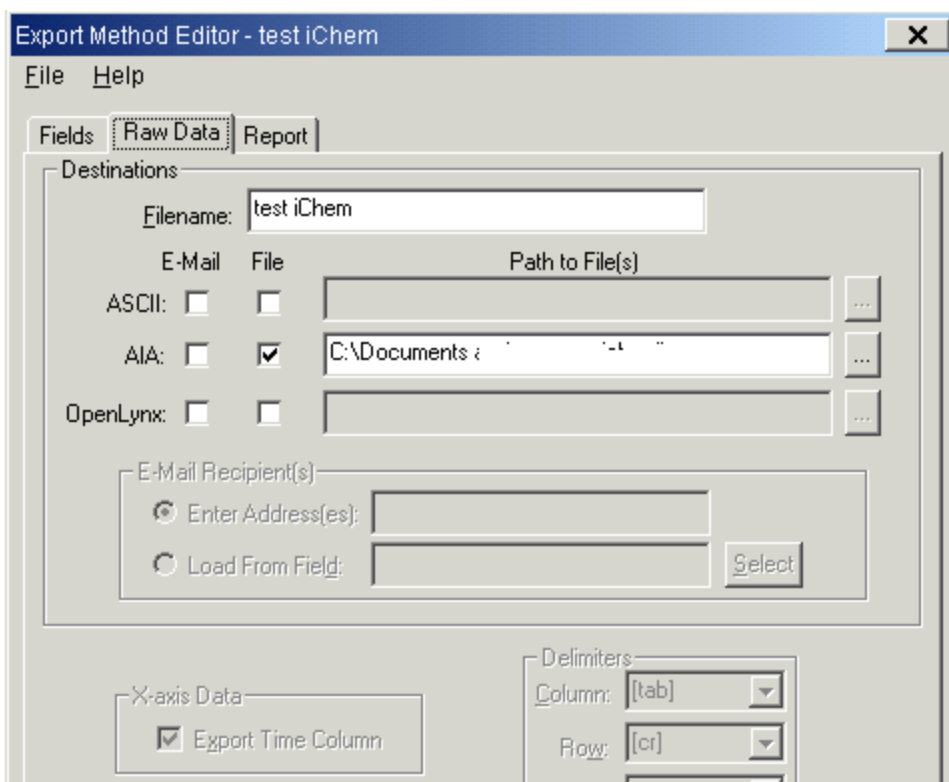 Export Method Editor - test iChem
File Help
Fields Raw Data Report
Destinations
Filename: test iChem
E-Mail File Path to File(s)
ASCII: ...
AIA: C:\Documents ...
OpenLynx: ...
E-Mail Recipient(s)
Enter Address(es):
Load From Field: Select
Delimiters
X-axis Data Column: [tab]
Export Time Column Row: [cr]